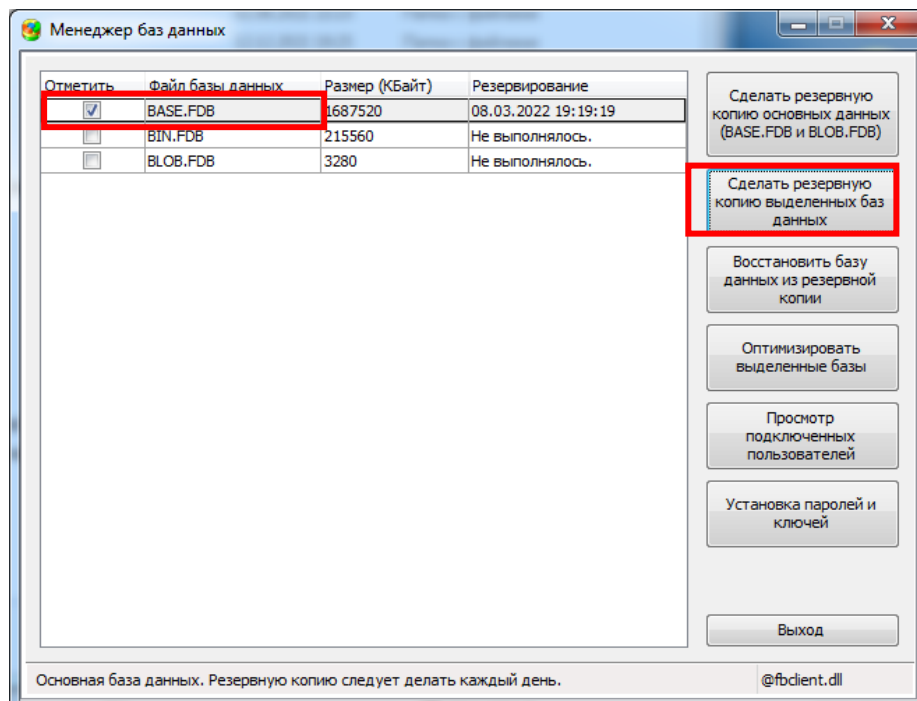 Менеджер баз данных
Отметить Файл базы данных Размер (КБайт) Резервирование
BASE.FDB 1687520 08.03.2022 19:19:19
BIN.FDB 215560 Не выполнялось.
BLOB.FDB 3280 Не выполнялось.
Сделать резервную
копию основных данных
(BASE.FDB и BLOB.FDB)
Сделать резервную
копию выделенных баз
данных
Восстановить базу
данных из резервной
копии
Оптимизировать
выделенные базы
Просмотр
подключенных
пользователей
Установка паролей и
ключей
Выход
Основная база данных. Резервную копию следует делать каждый день. @fbclient.dll